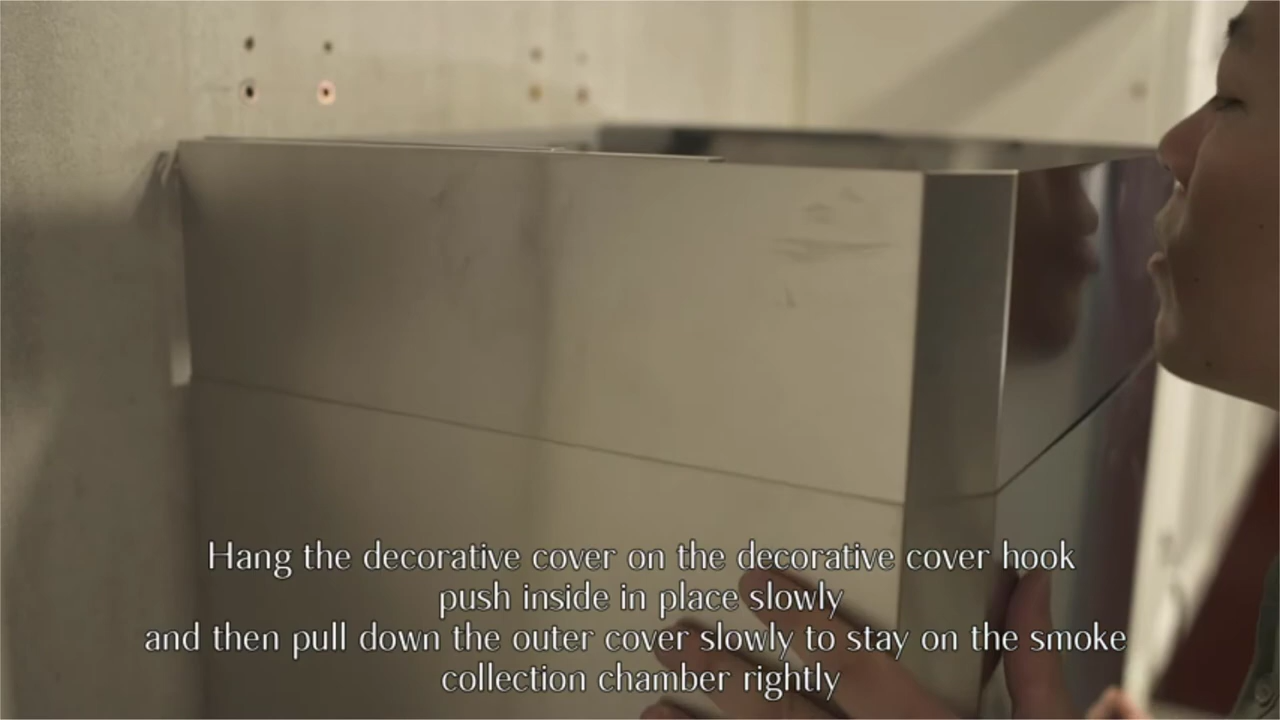 Hang the decorative cover on the decorative cover hook
push inside in place slowly
and then pull down the outer cover slowly to stay on the smoke
collection chamber rightly